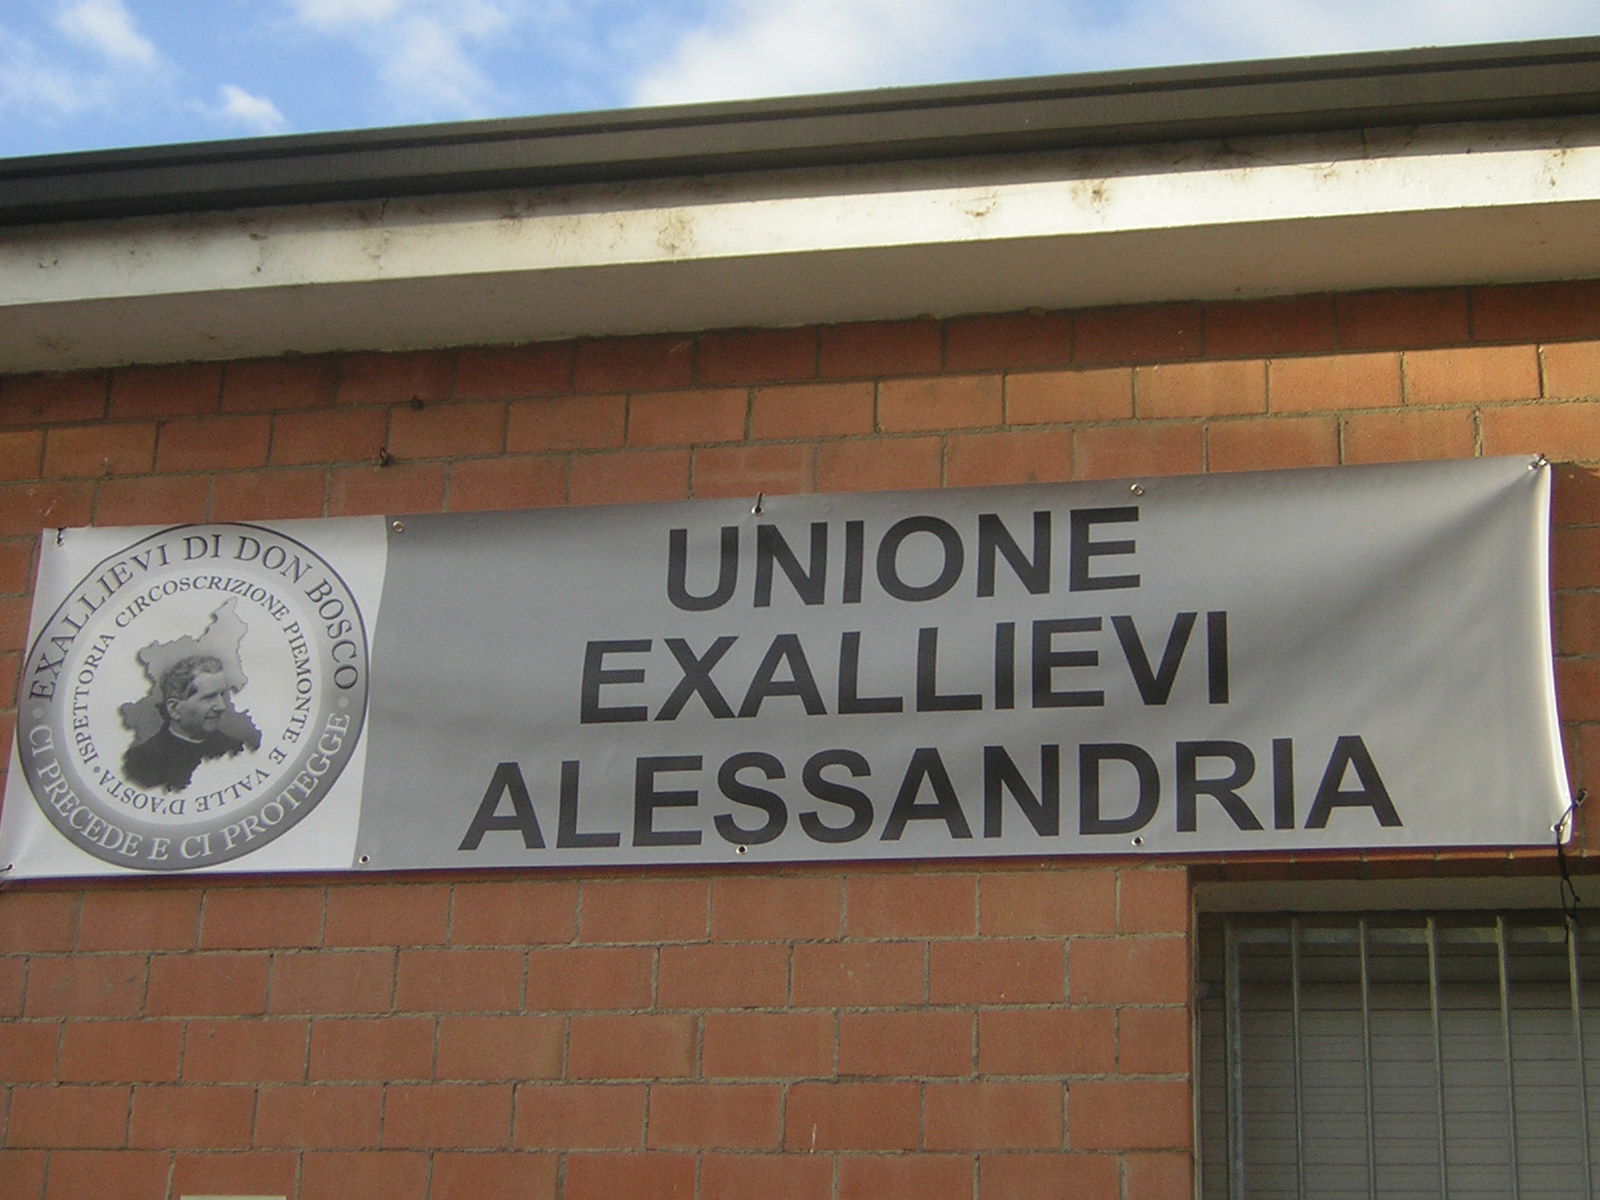 EXALLIEVI DI DON BOSCO
• CI PRECEDE E CI PROTEGGE •
ISPETTORIA CIRCOSCRIZIONE PIEMONTE E VALLE D'AOSTA •
UNIONE
EXALLIEVI
ALESSANDRIA